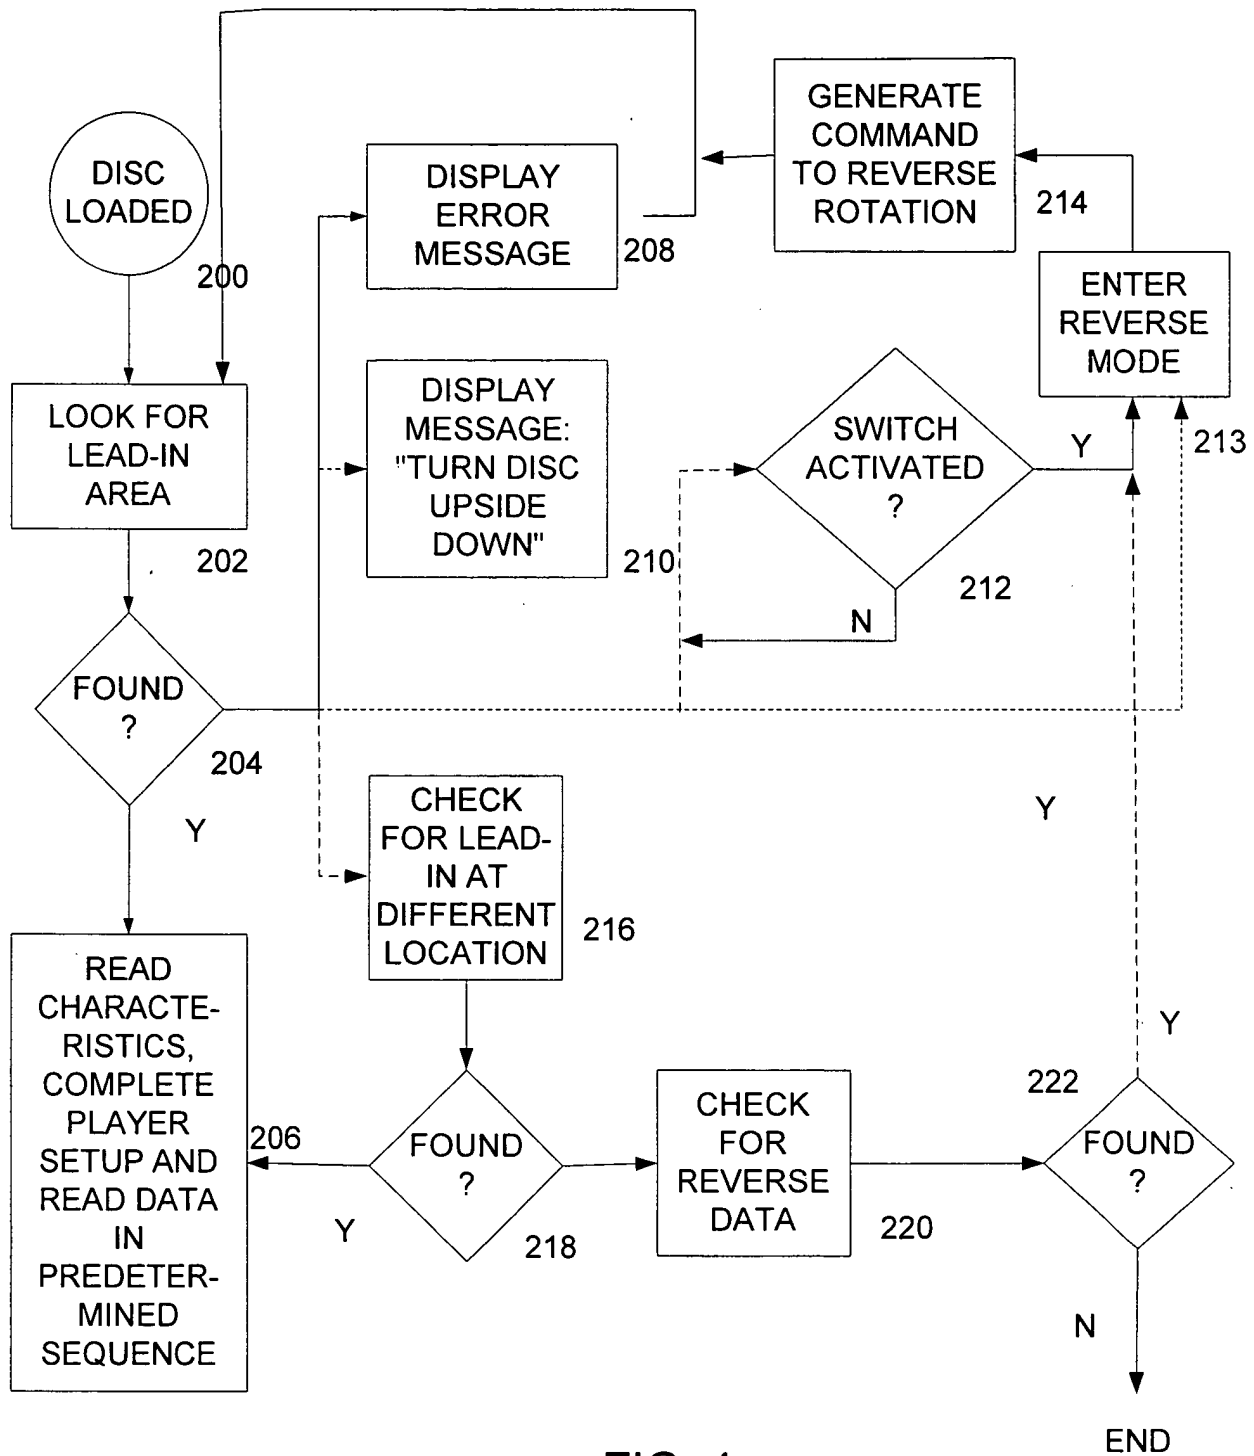 DISC
LOADED
200
LOOK FOR
LEAD-IN
AREA
202
FOUND
?
204
Y
READ
CHARACTE-
RISTICS,
COMPLETE
PLAYER
SETUP AND
READ DATA
IN
PREDETER-
MINED
SEQUENCE
206
DISPLAY
ERROR
MESSAGE
208
DISPLAY
MESSAGE:
"TURN DISC
UPSIDE
DOWN"
210
SWITCH
ACTIVATED
?
212
Y
N
ENTER
REVERSE
MODE
213
GENERATE
COMMAND
TO REVERSE
ROTATION
214
CHECK
FOR LEAD-
IN AT
DIFFERENT
LOCATION
216
FOUND
?
218
Y
CHECK
FOR
REVERSE
DATA
220
Y
Y
222
FOUND
?
N
END